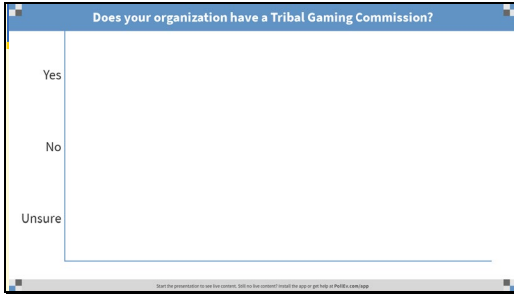 Does your organization have a Tribal Gaming Commission?
Yes
No
Unsure
Start the presentation to see live content. Still no live content? Install the app or get help at PollEv.com/app